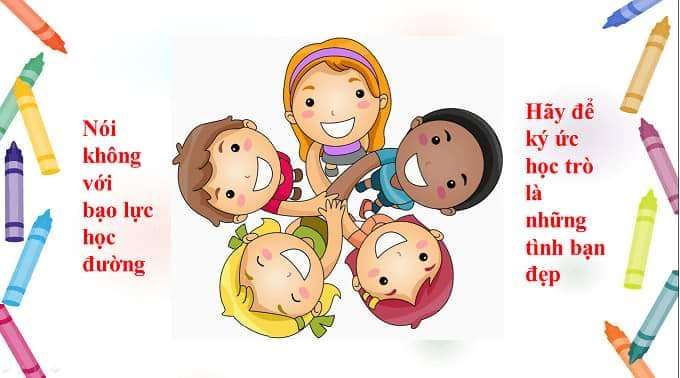 Nói
không
với
bạo lực
học
đường
Hãy để
ký ức
học trò
là
những
tình bạn
đẹp